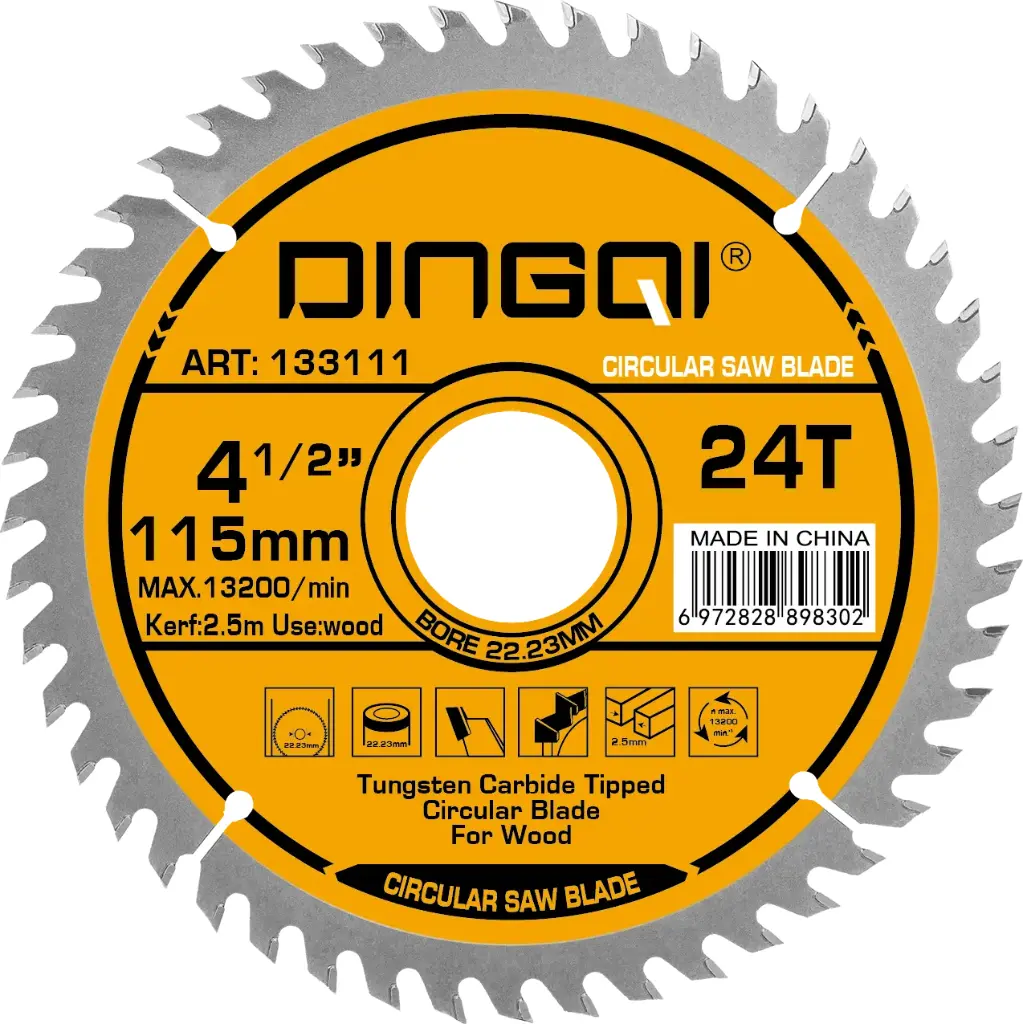 DINGQI®
ART: 133111
CIRCULAR SAW BLADE
4 1/2”
115mm
MAX.13200/min
Kerf:2.5m Use:wood
24T
MADE IN CHINA
6 972828 898302
BORE 22.23MM
22.23mm
22.23mm
2.5mm
n max.
13200
min.⁻¹
Tungsten Carbide Tipped
Circular Blade
For Wood
CIRCULAR SAW BLADE